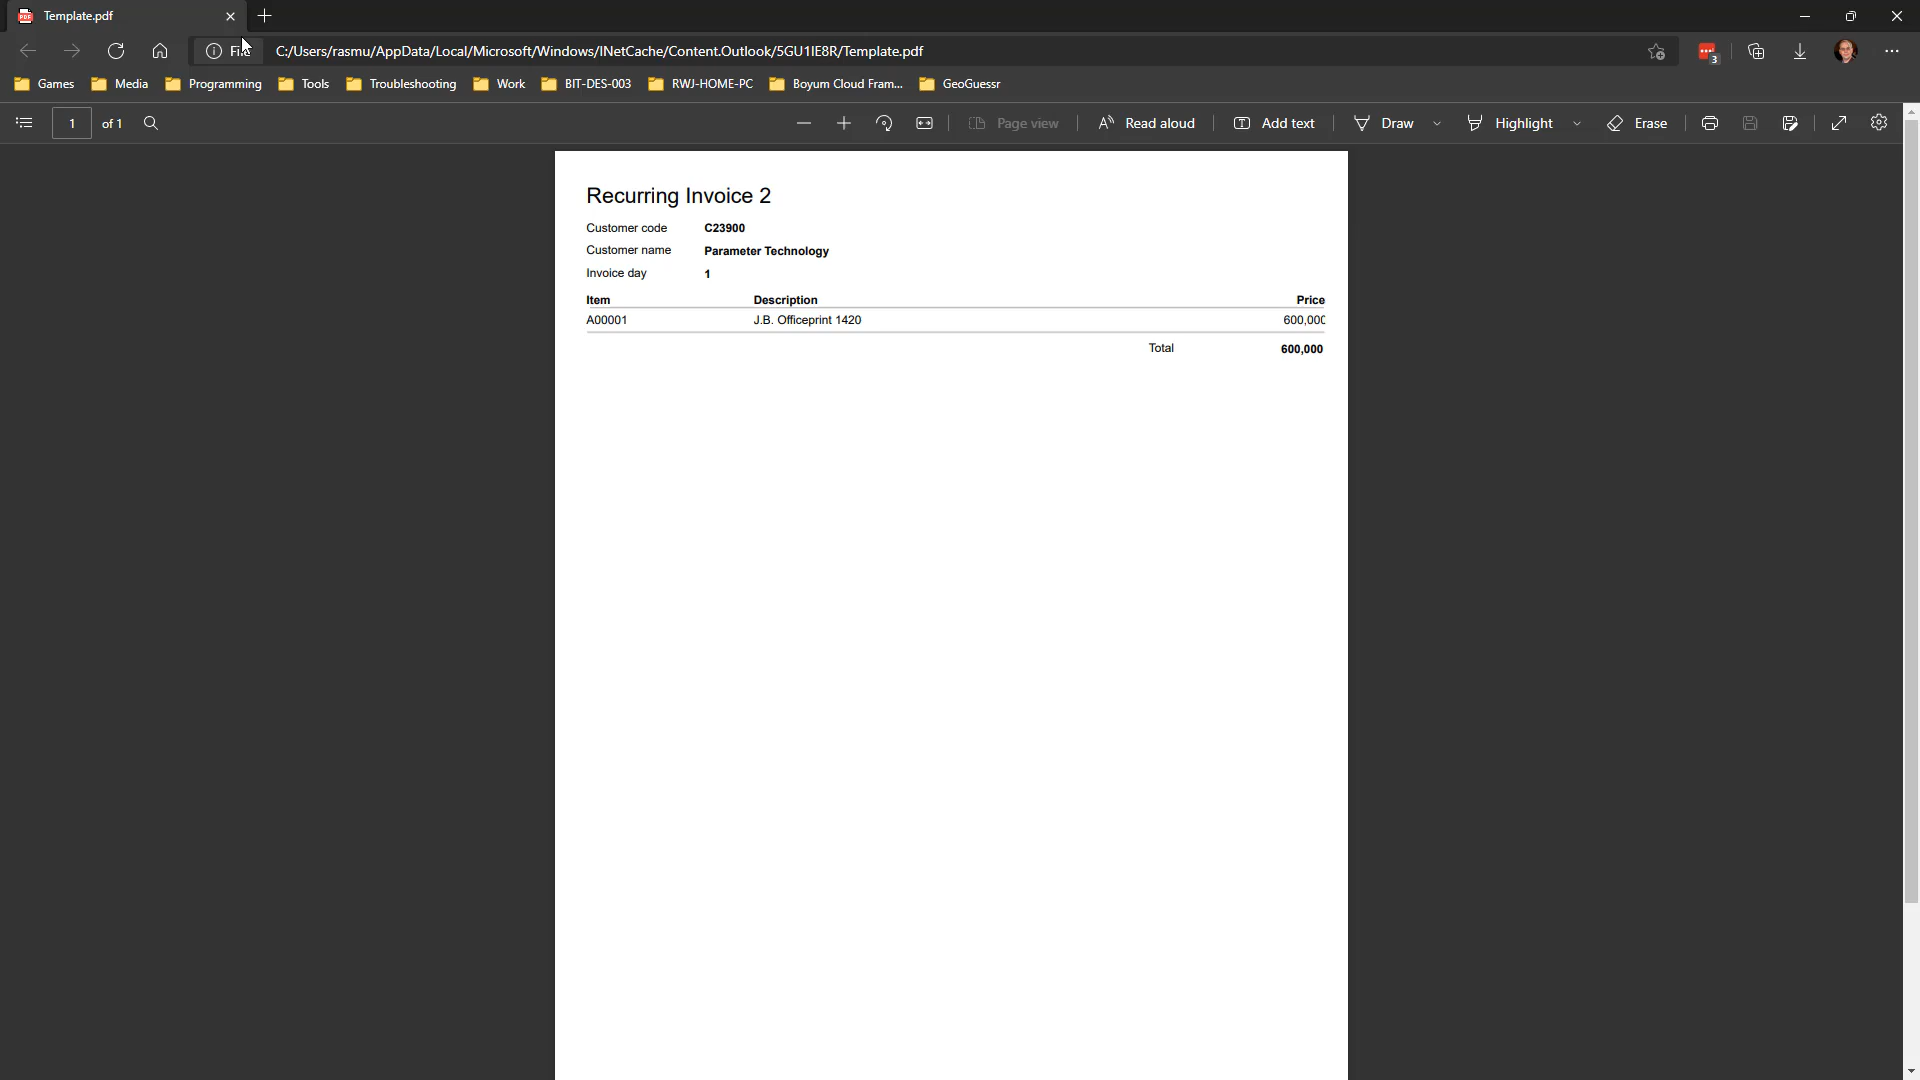 Template.pdf
File C:/Users/rasmu/AppData/Local/Microsoft/Windows/INetCache/Content.Outlook/5GU1IE8R/Template.pdf 3
Games Media Programming Tools Troubleshooting Work BIT-DES-003 RWJ-HOME-PC Boyum Cloud Fram... GeoGuessr
1 of 1 Page view Read aloud Add text Draw Highlight Erase
Recurring Invoice 2
Customer code C23900
Customer name Parameter Technology
Invoice day 1
Item Description Price
A00001 J.B. Officeprint 1420 600,000
Total 600,000